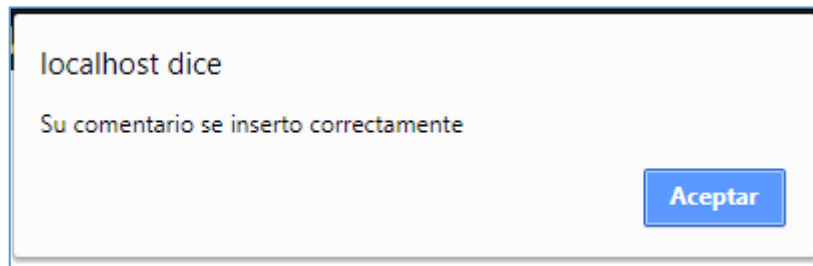 localhost dice
Su comentario se inserto correctamente
Aceptar